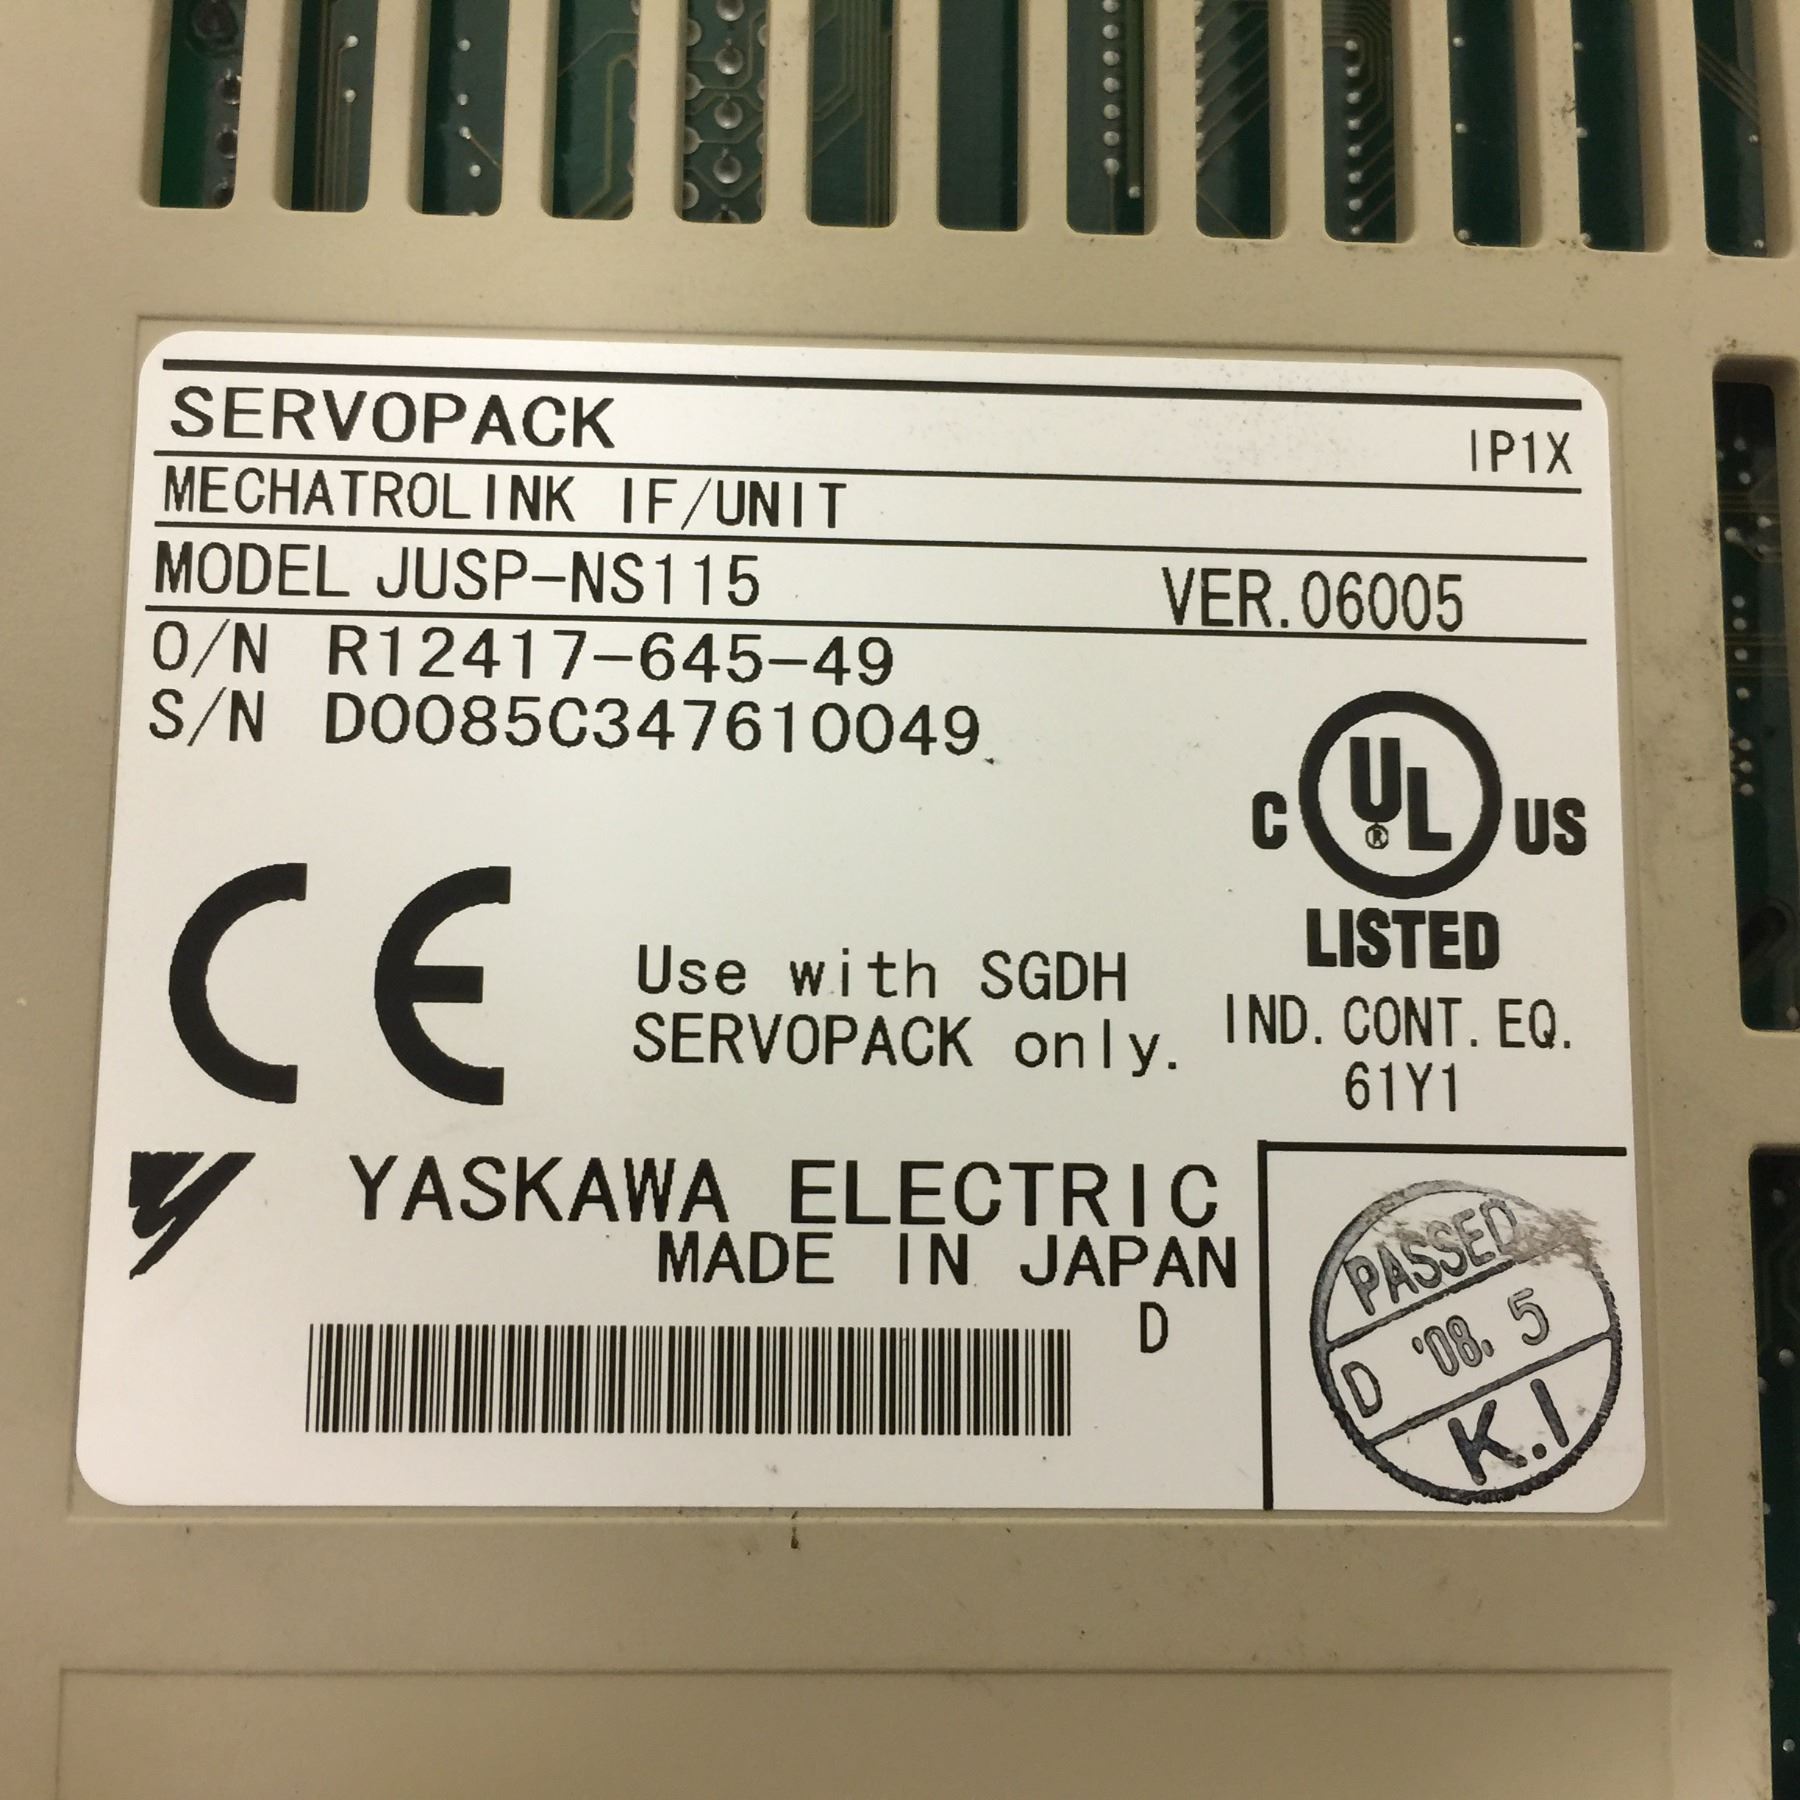 SERVOPACK
IP1X
MECHATROLINK IF/UNIT
MODEL JUSP-NS115 VER.06005
O/N R12417-645-49
S/N D0085C347610049
C UL® US
LISTED
IND. CONT. EQ.
61Y1
CE
Use with SGDH
SERVOPACK only.
YASKAWA ELECTRIC
MADE IN JAPAN
D
PASSED
D '08. 5
K.I